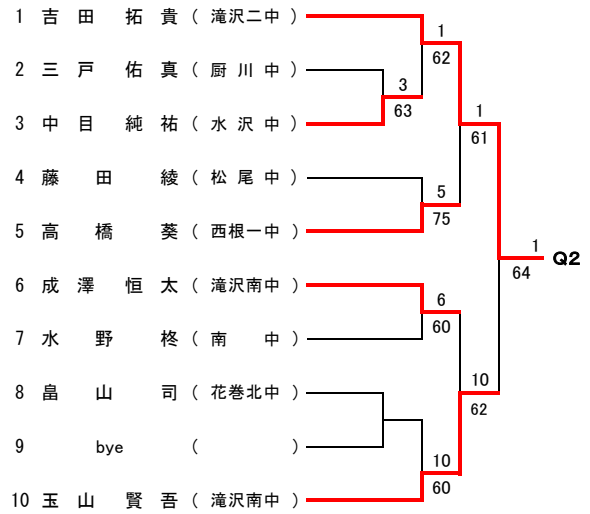 1 吉田拓貴 ( 滝沢二中 )
1
62
2 三戸佑真 ( 厨川中 )
3
63
3 中目純祐 ( 水沢中 )
1
61
4 藤田綾 ( 松尾中 )
5
75
5 高橋葵 ( 西根一中 )
1
64
Q2
6 成澤恒太 ( 滝沢南中 )
6
60
7 水野柊 ( 南中 )
8 畠山司 ( 花巻北中 )
10
62
9 bye ( )
10
60
10 玉山賢吾 ( 滝沢南中 )